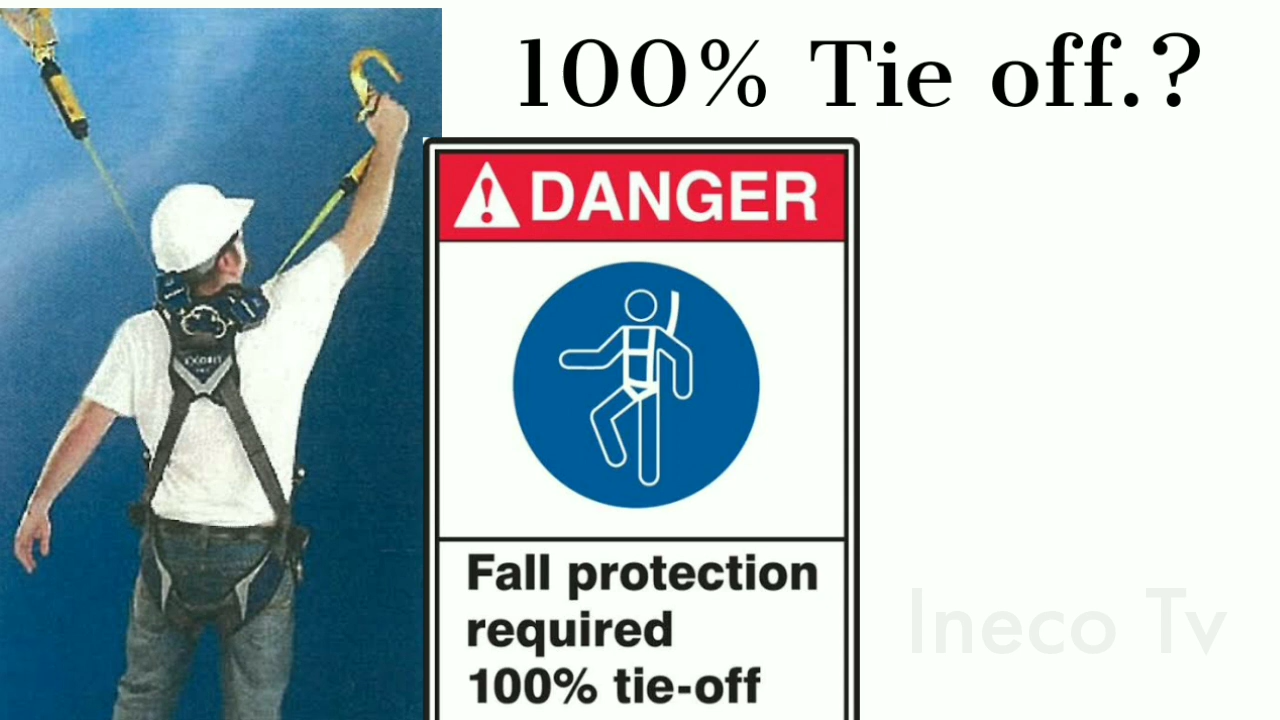 100% Tie off.?
DANGER
Fall protection
required
100% tie-off
Ineco Tv